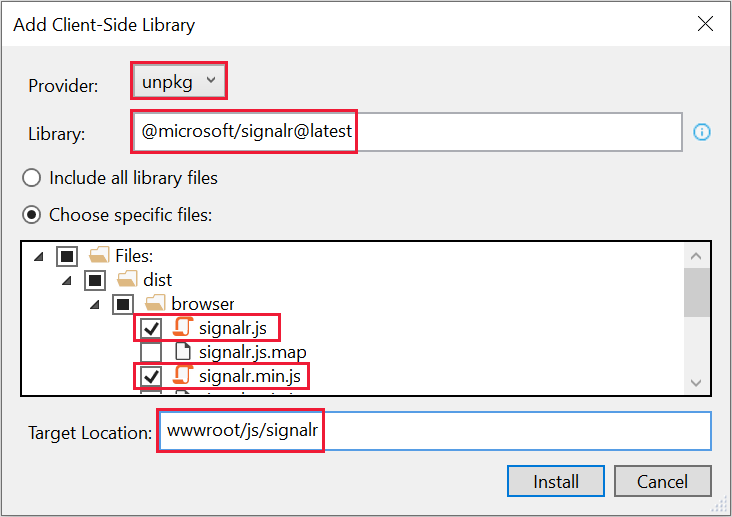 Add Client-Side Library
Provider: unpkg
Library: @microsoft/signalr@latest
Include all library files
Choose specific files:
Files:
dist
browser
signalr.js
signalr.js.map
signalr.min.js
Target Location: wwwroot/js/signalr
Install Cancel